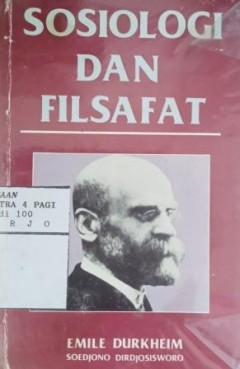 SOSIOLOGI
DAN
FILSAFAT
AAN
TRA 4 PAGI
di 100
R J O
EMILE DURKHEIM
SOEDJONO DIRDJOSISWORO